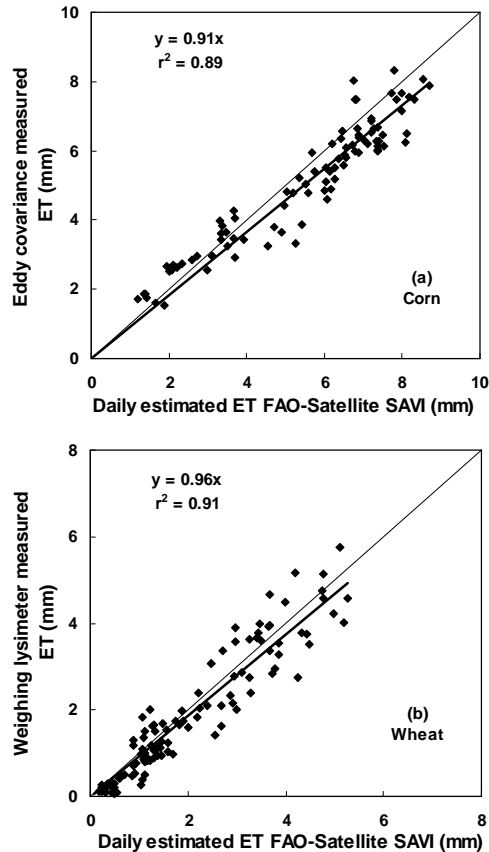 10
y = 0.91x
r² = 0.89
8
6
4
2
0
Eddy covariance measured
ET (mm)
(a)
Corn
0 2 4 6 8 10
Daily estimated ET FAO-Satellite SAVI (mm)
8
y = 0.96x
r² = 0.91
6
4
2
0
Weighing lysimeter measured
ET (mm)
(b)
Wheat
0 2 4 6 8
Daily estimated ET FAO-Satellite SAVI (mm)